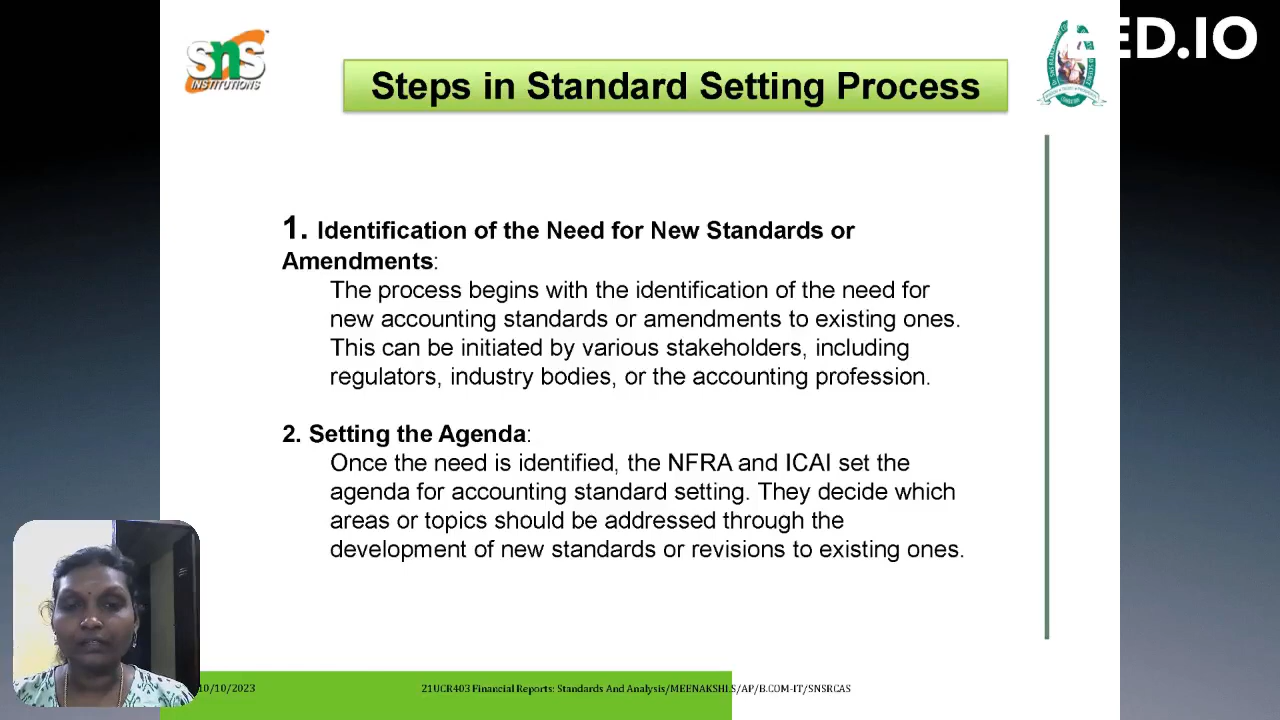 SNS
INSTITUTIONS
ED.IO
Steps in Standard Setting Process
1. Identification of the Need for New Standards or
Amendments:
The process begins with the identification of the need for
new accounting standards or amendments to existing ones.
This can be initiated by various stakeholders, including
regulators, industry bodies, or the accounting profession.
2. Setting the Agenda:
Once the need is identified, the NFRA and ICAI set the
agenda for accounting standard setting. They decide which
areas or topics should be addressed through the
development of new standards or revisions to existing ones.
10/10/2023
21UCR403 Financial Reports: Standards And Analysis/MEENAKSHI.S/AP/B.COM-IT/SNSRCAS